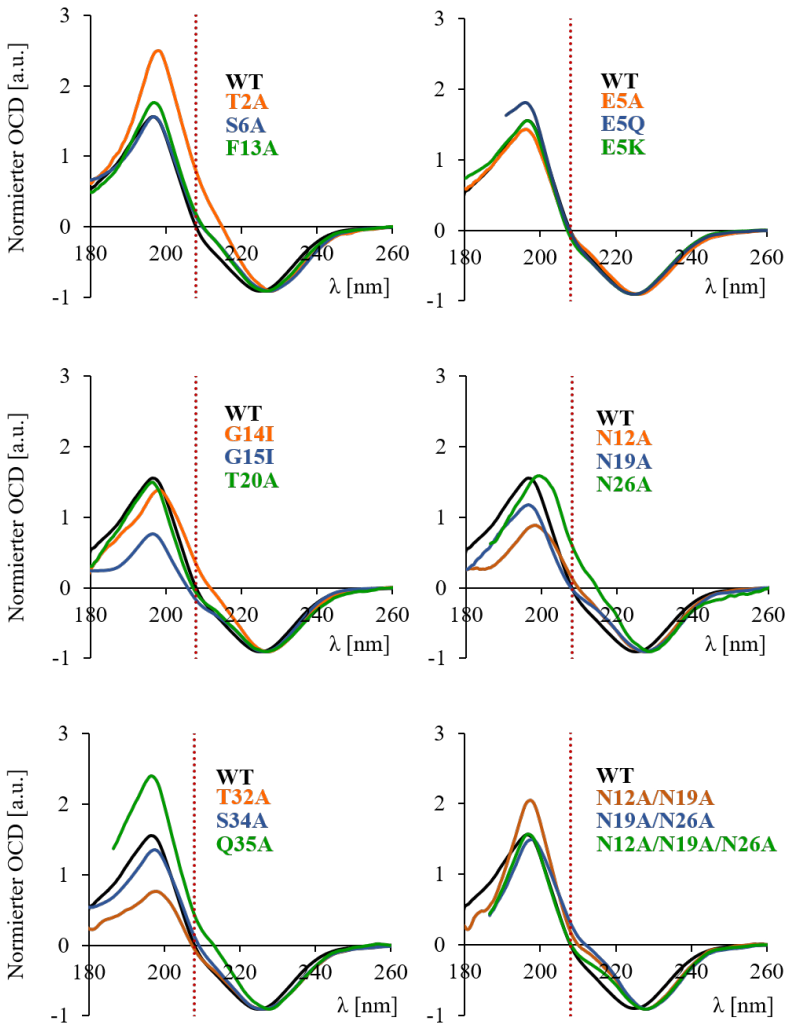 Normierter OCD [a.u.]
3
2
1
0
-1
180
200
220
240
260
λ [nm]
WT
T2A
S6A
F13A
3
2
1
0
-1
180
200
220
240
260
λ [nm]
WT
E5A
E5Q
E5K
Normierter OCD [a.u.]
3
2
1
0
-1
180
200
220
240
260
λ [nm]
WT
G14I
G15I
T20A
3
2
1
0
-1
180
200
220
240
260
λ [nm]
WT
N12A
N19A
N26A
Normierter OCD [a.u.]
3
2
1
0
-1
180
200
220
240
260
λ [nm]
WT
T32A
S34A
Q35A
3
2
1
0
-1
180
200
220
240
260
λ [nm]
WT
N12A/N19A
N19A/N26A
N12A/N19A/N26A